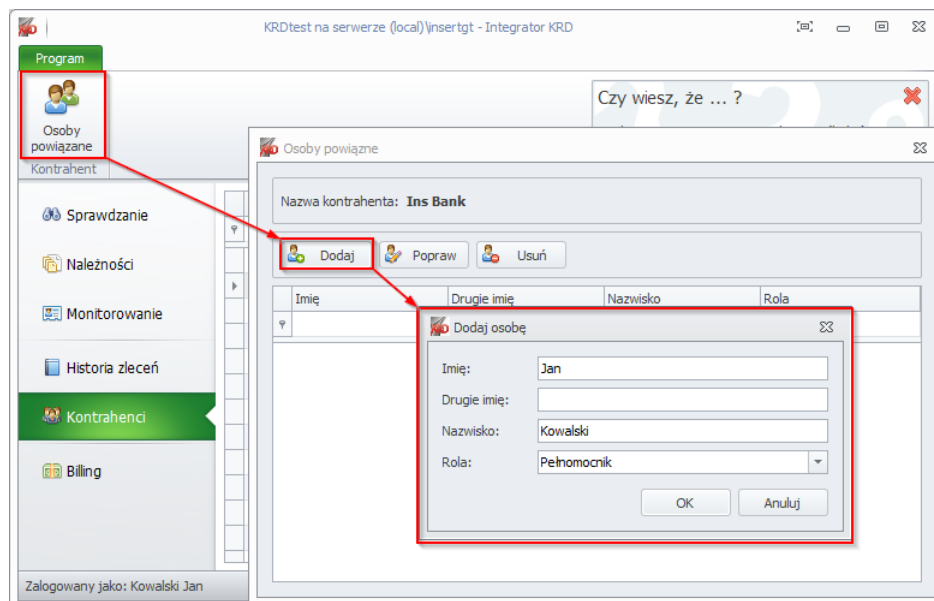 KRDtest na serwerze (local)\insertgt - Integrator KRD
Program
Osoby
powiązane
Kontrahent
Czy wiesz, że ... ?
Osoby powiązne
Nazwa kontrahenta: Ins Bank
Dodaj
Popraw
Usuń
Imię
Drugie imię
Nazwisko
Rola
Sprawdzanie
Należności
Monitorowanie
Historia zleceń
Kontrahenci
Billing
Dodaj osobę
Imię: Jan
Drugie imię:
Nazwisko: Kowalski
Rola: Pełnomocnik
OK
Anuluj
Zalogowany jako: Kowalski Jan